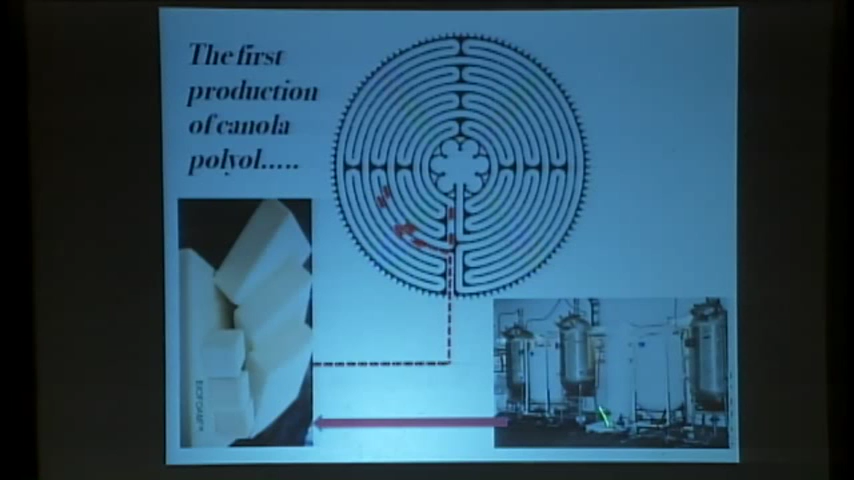 The first
production
of canola
polyol.....